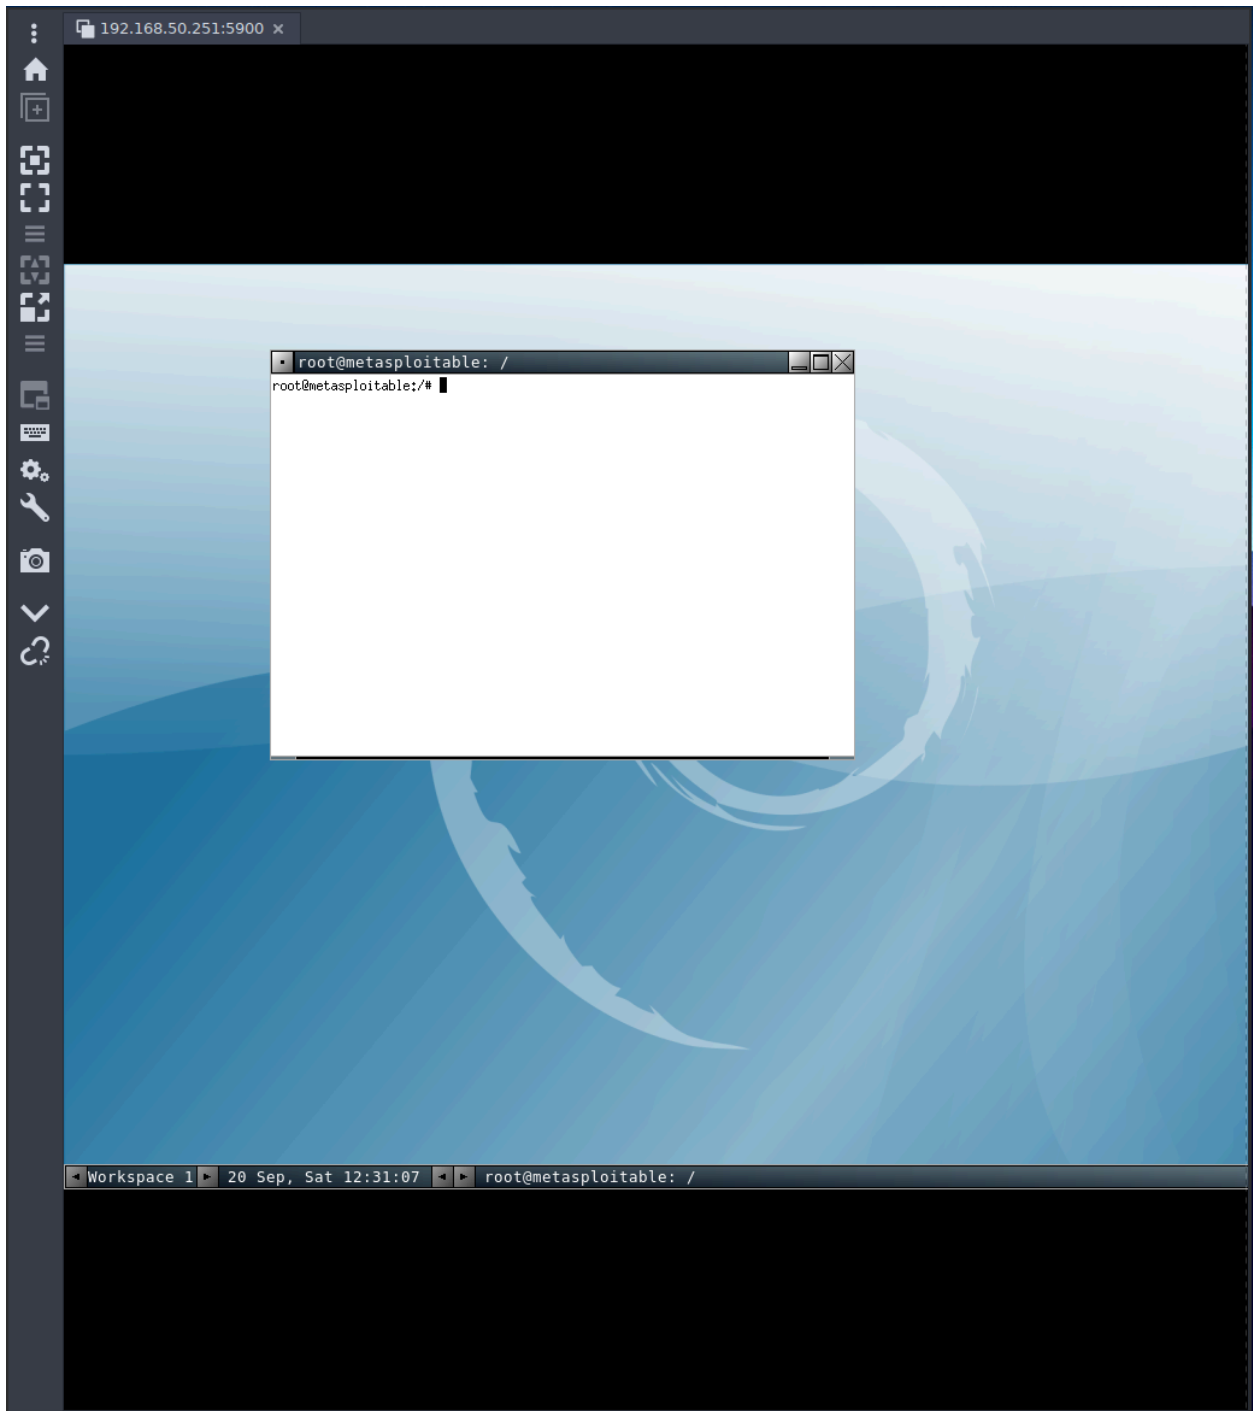 192.168.50.251:5900
root@metasploitable: /
root@metasploitable:/#
Workspace 1 20 Sep, Sat 12:31:07 root@metasploitable: /